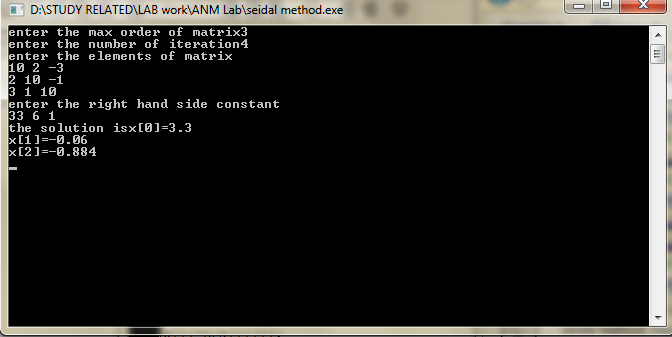 D:\STUDY RELATED\LAB work\ANM Lab\seidal method.exe
enter the max order of matrix3
enter the number of iteration4
enter the elements of matrix
10 2 -3
2 10 -1
3 1 10
enter the right hand side constant
33 6 1
the solution isx[0]=3.3
x[1]=-0.06
x[2]=-0.884